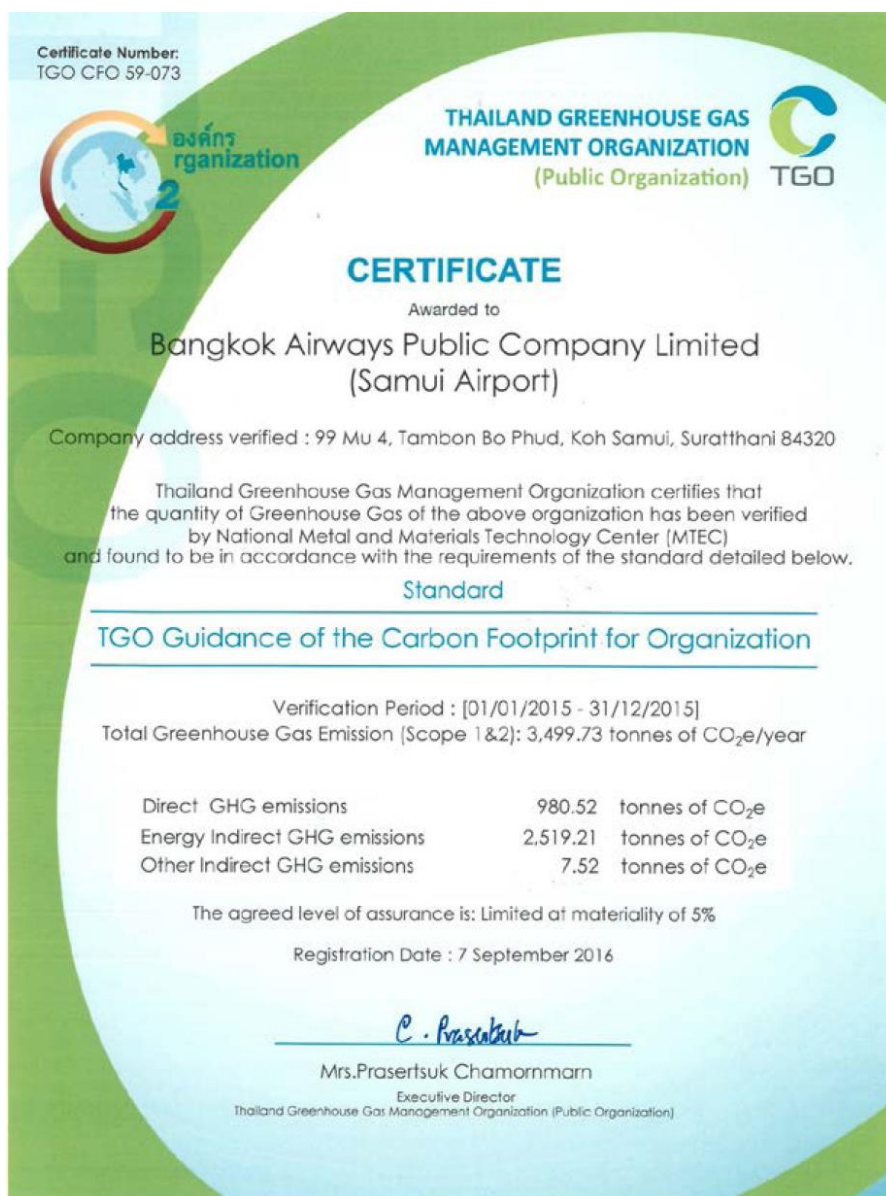 Certificate Number:
TGO CFO 59-073
องค์กร
rganization
2
THAILAND GREENHOUSE GAS
MANAGEMENT ORGANIZATION
(Public Organization)
TGO
CERTIFICATE
Awarded to
Bangkok Airways Public Company Limited
(Samui Airport)
Company address verified : 99 Mu 4, Tambon Bo Phud, Koh Samui, Suratthani 84320
Thailand Greenhouse Gas Management Organization certifies that
the quantity of Greenhouse Gas of the above organization has been verified
by National Metal and Materials Technology Center (MTEC)
and found to be in accordance with the requirements of the standard detailed below.
Standard
TGO Guidance of the Carbon Footprint for Organization
Verification Period : [01/01/2015 - 31/12/2015]
Total Greenhouse Gas Emission (Scope 1&2): 3,499.73 tonnes of CO₂e/year
Direct GHG emissions 980.52 tonnes of CO₂e
Energy Indirect GHG emissions 2,519.21 tonnes of CO₂e
Other Indirect GHG emissions 7.52 tonnes of CO₂e
The agreed level of assurance is: Limited at materiality of 5%
Registration Date : 7 September 2016
C. Prasertsuk
Mrs.Prasertsuk Chamornmarn
Executive Director
Thailand Greenhouse Gas Management Organization (Public Organization)